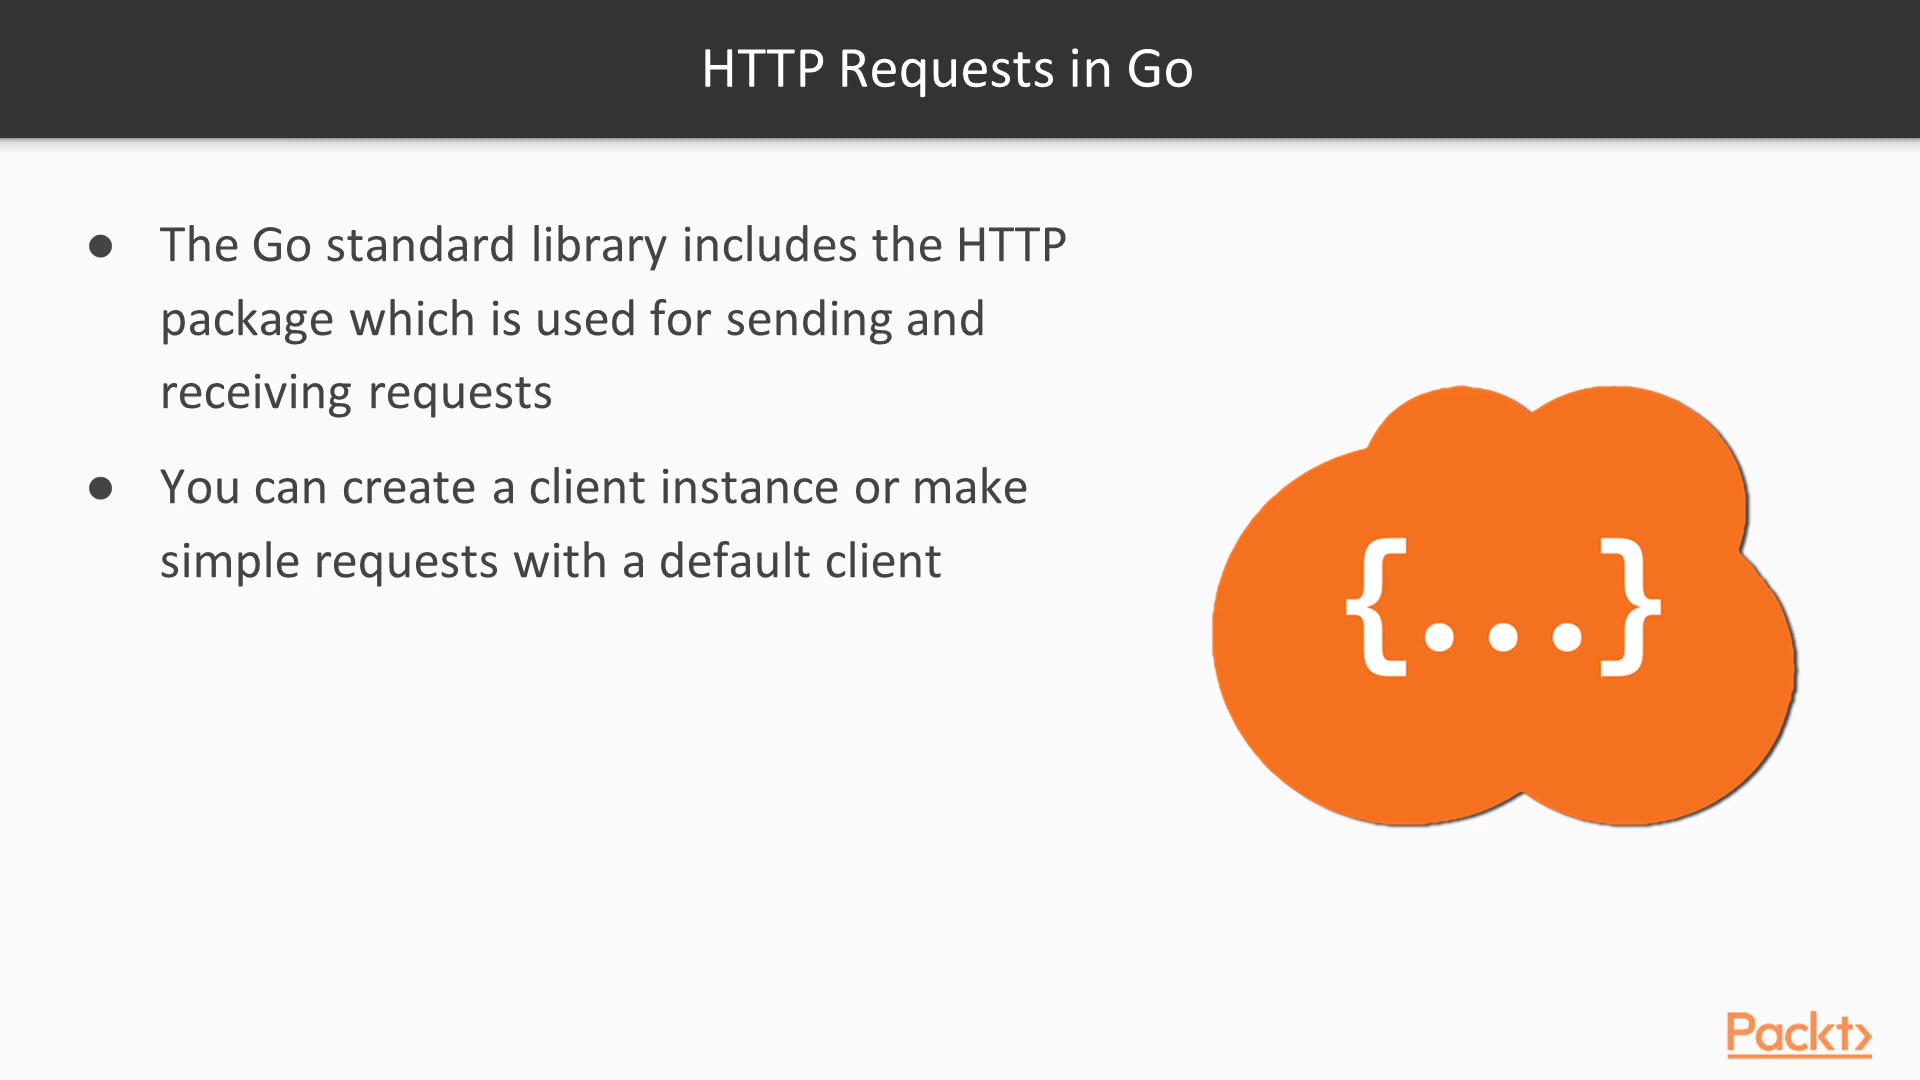 HTTP Requests in Go
● The Go standard library includes the HTTP
package which is used for sending and
receiving requests
● You can create a client instance or make
simple requests with a default client
{...}
Packt>